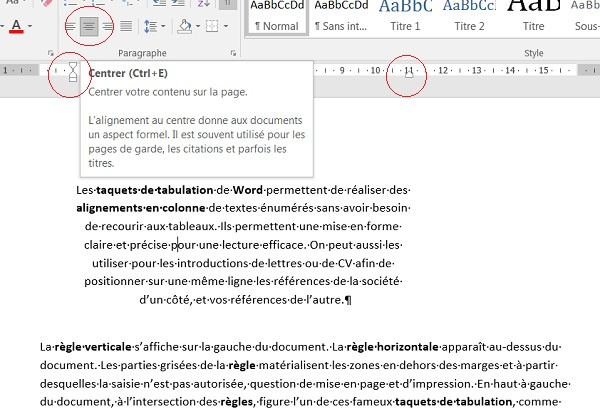 Aa
AaBbCcDd AaBbCcDd AaBbC AaBbCcI AaB AaBbCcI
A
¶ Normal ¶ Sans int... Titre 1 Titre 2 Titre Sous-
Paragraphe Style
1 9 10 11 12 13 14 15
Centrer (Ctrl+E)
Centrer votre contenu sur la page.
L'alignement au centre donne aux documents
un aspect formel. Il est souvent utilisé pour les
pages de garde, les citations et parfois les
titres.
Les·taquets·de·tabulation·de·Word·permettent·de·réaliser·des·
alignements·en·colonne·de·textes·énumérés·sans·avoir·besoin·
de·recourir·aux·tableaux.·Ils·permettent·une·mise·en·forme·
claire·et·précise·pour·une·lecture·efficace.·On·peut·aussi·les·
utiliser·pour·les·introductions·de·lettres·ou·de·CV·afin·de·
positionner·sur·une·même·ligne·les·références·de·la·société·
d'un·côté,·et·vos·références·de·l'autre.¶
La·règle·verticale·s'affiche·sur·la·gauche·du·document.·La·règle·horizontale·apparaît·au-dessus·du·
document.·Les·parties·grisées·de·la·règle·matérialisent·les·zones·en·dehors·des·marges·et·à·partir·
desquelles·la·saisie·n'est·pas·autorisée,·question·de·mise·en·page·et·d'impression.·En·haut·à·gauche·
du·document,·à·l'intersection·des·règles,·figure·l'un·de·ces·fameux·taquets·de·tabulation,·comme·